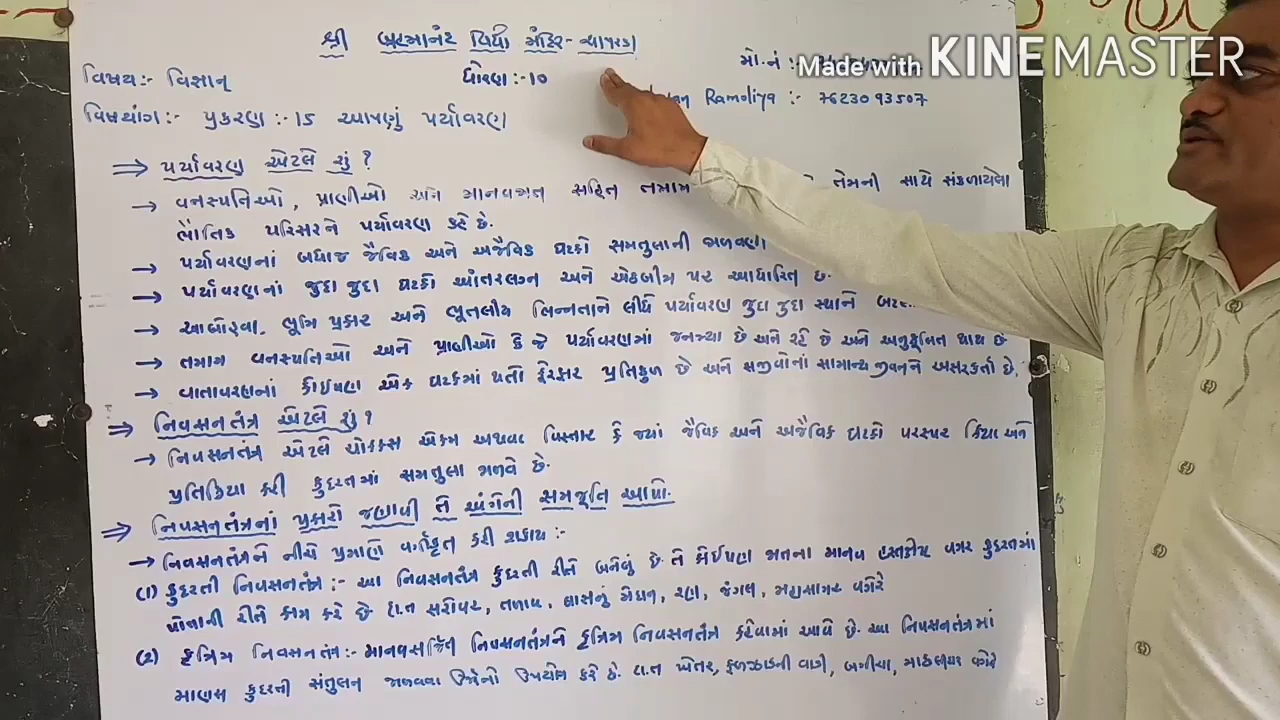 શ્રી બ્રહ્માનંદ વિદ્યા મંદિર - ચાપરડા
મો.નં :-
Made with KINEMASTER
વિષય:- વિજ્ઞાન ધોરણ :- ૧૦
Ramoliya :- 7623093507
વિષયાંગ:- પ્રકરણ :- 15 આપણું પર્યાવરણ
⇒ પર્યાવરણ એટલે શું ?
→ વનસ્પતિઓ, પ્રાણીઓ અને માનવજાત સહિત તમામ તેમની સાથે સંકળાયેલા
ભૌતિક પરિસરને પર્યાવરણ કહે છે.
→ પર્યાવરણનાં બધાજ જૈવિક અને અજૈવિક ઘટકો સમતુલાની જાળવણી
→ પર્યાવરણનાં જુદા જુદા ઘટકો આંતરલગ્ન અને એકબીજા પર આધારિત છે.
→ આબોહવા, ભૂમિ પ્રકાર અને ભૂતલીય ભિન્નતાને લીધે પર્યાવરણ જુદા જુદા સ્થાને
→ તમામ વનસ્પતિઓ અને પ્રાણીઓ કે જે પર્યાવરણમાં જન્મ્યા છે અને રહે છે અને અનુકૂલિત થાય છે
→ વાતાવરણનાં કોઈપણ એક ઘટકમાં થતો ફેરફાર પ્રતિકુળ છે અને સજીવોનાં સામાન્ય જીવનને અસરકર્તા છે.
⇒ નિવસનતંત્ર એટલે શું ?
→ નિવસનતંત્ર એટલે ચોક્કસ એકમ અથવા વિસ્તાર કે જ્યાં જૈવિક અને અજૈવિક ઘટકો પરસ્પર ક્રિયા અને
પ્રતિક્રિયા કરી કુદરતમાં સમતુલા જાળવે છે.
⇒ નિવસનતંત્રનાં પ્રકારો જણાવી તે અંગેની સમજૂતિ આપો.
→ નિવસનતંત્રને નીચે પ્રમાણે વર્ગીકૃત કરી શકાય :-
(1) કુદરતી નિવસનતંત્ર :- આ નિવસનતંત્ર કુદરતી રીતે બનેલું છે. તે કોઈપણ જાતના માનવ હસ્તક્ષેપ વગર કુદરતમાં
પોતાની રીતે કામ કરે છે દા.ત સરોવર, તળાવ, ઘાસનું મેદાન, રણ, જંગલ, મહાસાગર વગેરે
(2) કૃત્રિમ નિવસનતંત્ર:- માનવસર્જિત નિવસનતંત્રને કૃત્રિમ નિવસનતંત્ર કહેવામાં આવે છે. આ નિવસનતંત્રમાં
માણસ કુદરતી સંતુલન જાળવવા ઉર્જાનો ઉપયોગ કરે છે. દા.ત ખેતર, ફળઝાડની વાડી, બગીચા, માછલીઘર વગેરે